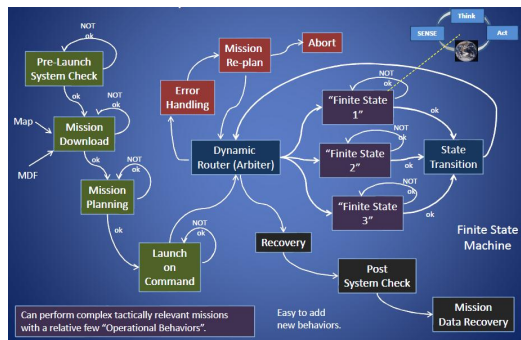 Think
SENSE
Act
NOT
ok
Pre-Launch
System Check
ok
NOT
ok
Map
Mission
Download
MDF
ok
NOT
ok
Mission
Planning
ok
NOT
ok
Launch
on
Command
Mission
Re-plan
Abort
Error
Handling
Dynamic
Router (Arbiter)
NOT
ok
"Finite State
1"
ok
NOT
ok
"Finite State
2"
ok
NOT
ok
"Finite State
3"
ok
State
Transition
Finite State
Machine
Recovery
Post
System Check
Mission
Data Recovery
Can perform complex tactically relevant missions
with a relative few "Operational Behaviors".
Easy to add
new behaviors.